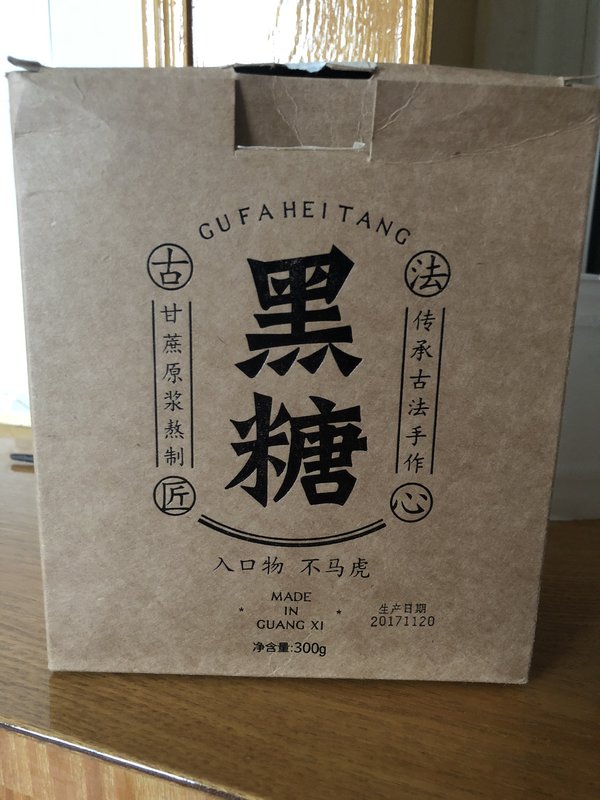 GUFAHEITANG
古 法
黑糖
甘蔗原浆熬制
传承古法手作
匠 心
入口物 不马虎
MADE
* IN *
GUANG XI
生产日期
20171120
净含量:300g